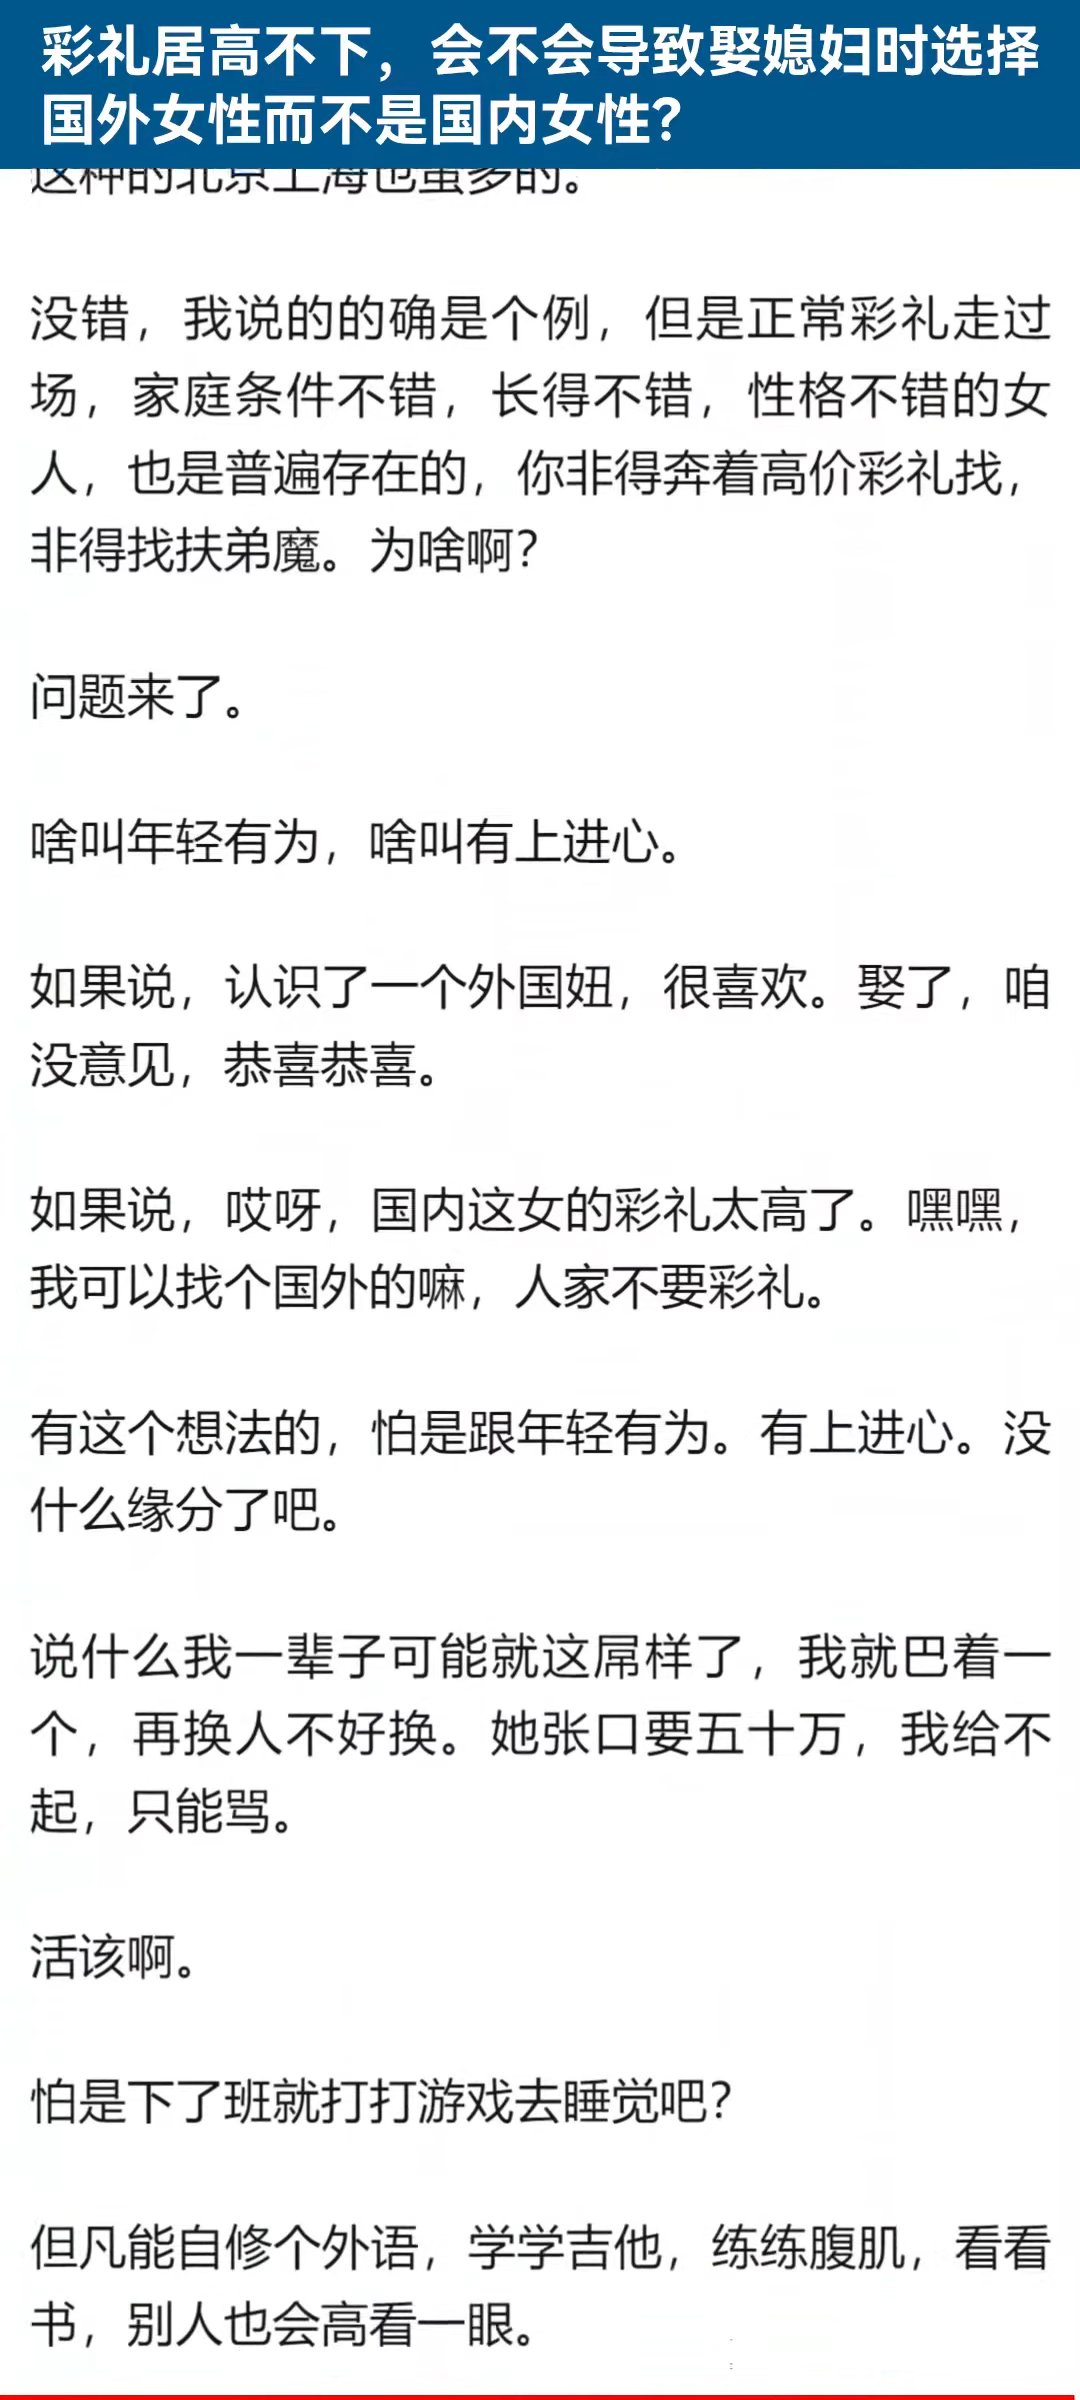 彩礼居高不下，会不会导致娶媳妇时选择
国外女性而不是国内女性？
这种的北京上海也蛮多的。
没错，我说的的确是个例，但是正常彩礼走过
场，家庭条件不错，长得不错，性格不错的女
人，也是普遍存在的，你非得奔着高价彩礼找，
非得找扶弟魔。为啥啊？
问题来了。
啥叫年轻有为，啥叫有上进心。
如果说，认识了一个外国妞，很喜欢。娶了，咱
没意见，恭喜恭喜。
如果说，哎呀，国内这女的彩礼太高了。嘿嘿，
我可以找个国外的嘛，人家不要彩礼。
有这个想法的，怕是跟年轻有为。有上进心。没
什么缘分了吧。
说什么我一辈子可能就这屌样了，我就巴着一
个，再换人不好换。她张口要五十万，我给不
起，只能骂。
活该啊。
怕是下了班就打打游戏去睡觉吧？
但凡能自修个外语，学学吉他，练练腹肌，看看
书，别人也会高看一眼。